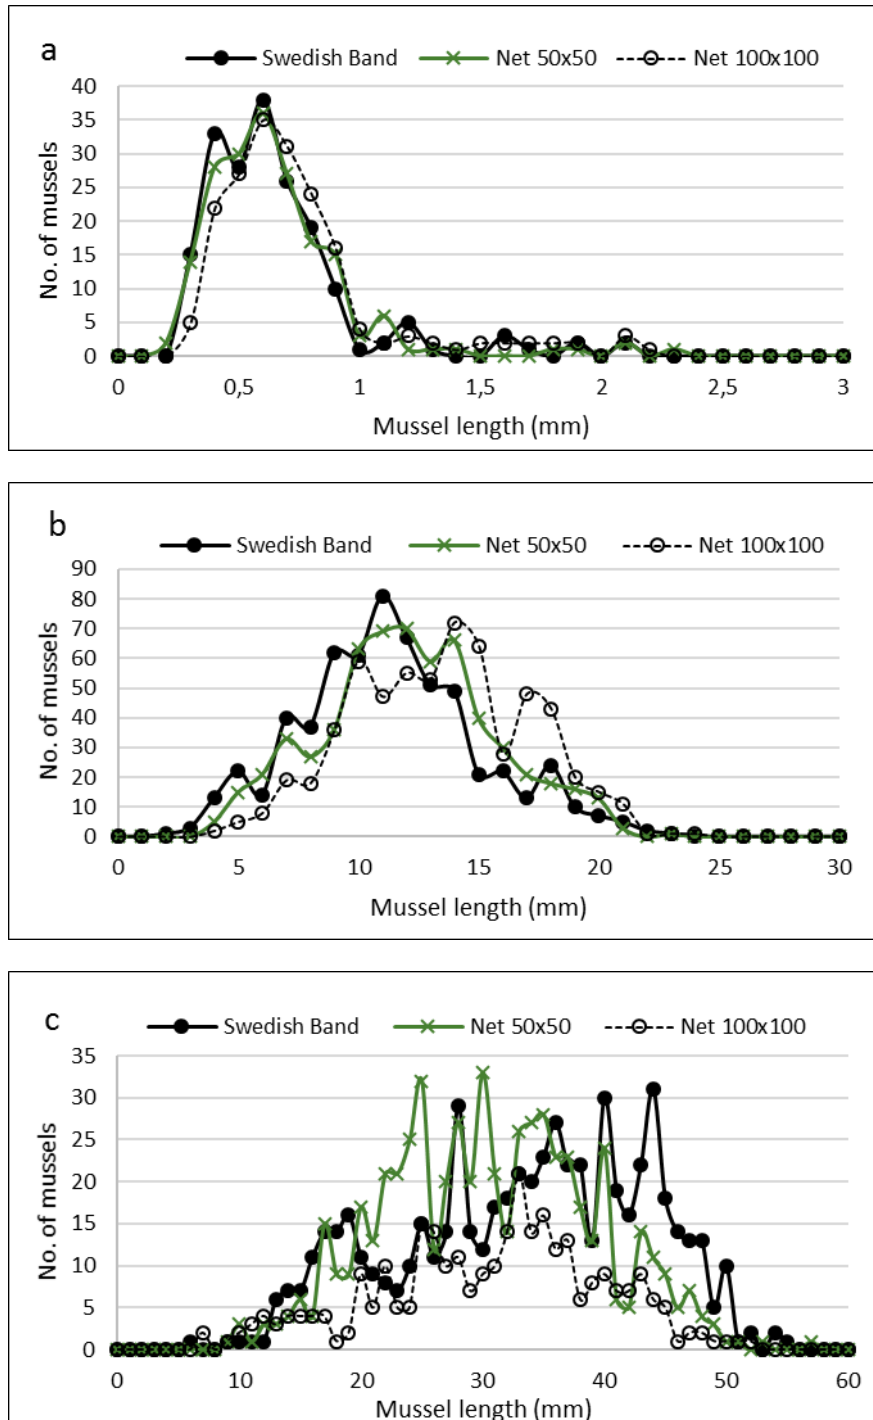 a
Swedish Band Net 50x50 Net 100x100
40
35
30
25
20
15
10
5
0
No. of mussels
0 0,5 1 1,5 2 2,5 3
Mussel length (mm)
b
Swedish Band Net 50x50 Net 100x100
90
80
70
60
50
40
30
20
10
0
No. of mussels
0 5 10 15 20 25 30
Mussel length (mm)
c
Swedish Band Net 50x50 Net 100x100
35
30
25
20
15
10
5
0
No. of mussels
0 10 20 30 40 50 60
Mussel length (mm)